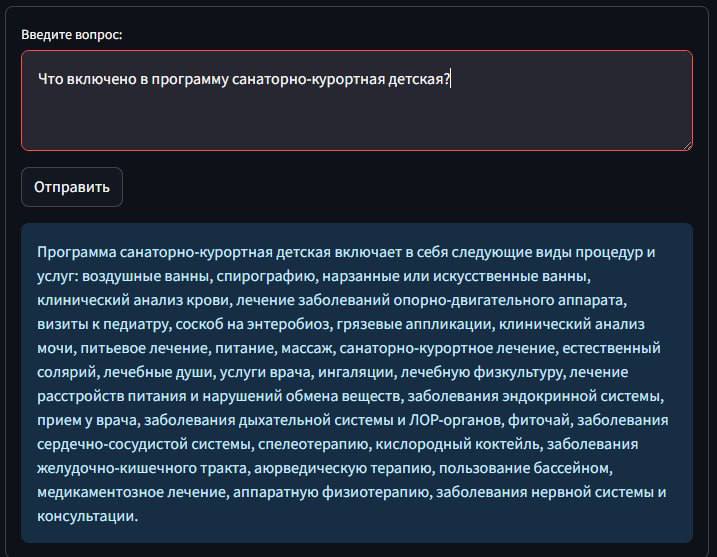 Введите вопрос:
Что включено в программу санаторно-курортная детская?
Отправить
Программа санаторно-курортная детская включает в себя следующие виды процедур и
услуг: воздушные ванны, спирографию, нарзанные или искусственные ванны,
клинический анализ крови, лечение заболеваний опорно-двигательного аппарата,
визиты к педиатру, соскоб на энтеробиоз, грязевые аппликации, клинический анализ
мочи, питьевое лечение, питание, массаж, санаторно-курортное лечение, естественный
солярий, лечебные души, услуги врача, ингаляции, лечебную физкультуру, лечение
расстройств питания и нарушений обмена веществ, заболевания эндокринной системы,
прием у врача, заболевания дыхательной системы и ЛОР-органов, фиточай, заболевания
сердечно-сосудистой системы, спелеотерапию, кислородный коктейль, заболевания
желудочно-кишечного тракта, аюрведическую терапию, пользование бассейном,
медикаментозное лечение, аппаратную физиотерапию, заболевания нервной системы и
консультации.